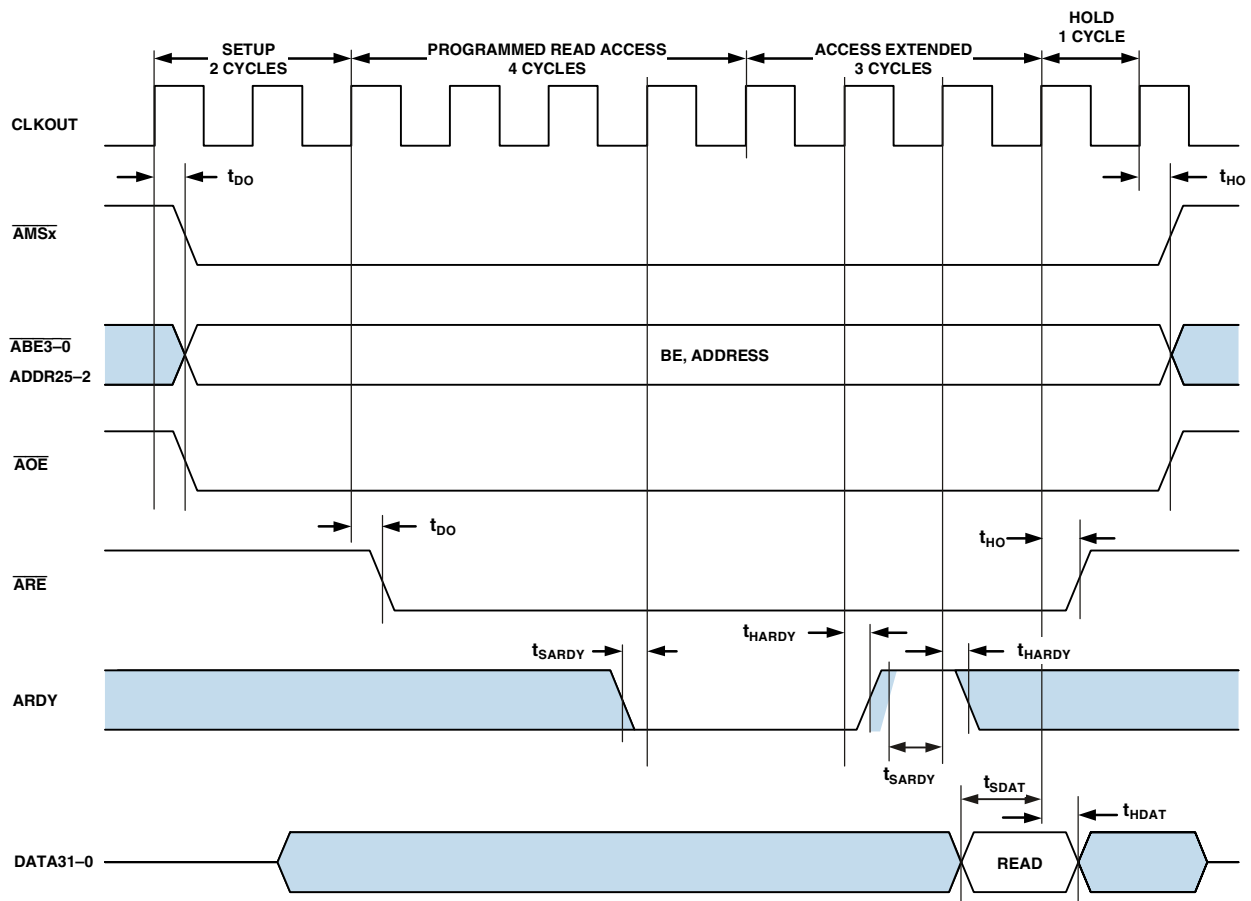 SETUP
2 CYCLES
PROGRAMMED READ ACCESS
4 CYCLES
ACCESS EXTENDED
3 CYCLES
HOLD
1 CYCLE
CLKOUT
tDO
tHO
AMSx
ABE3–0
BE, ADDRESS
ADDR25–2
AOE
tDO
tHO
ARE
tSARDY
tHARDY
tHARDY
ARDY
tSARDY
tSDAT
tHDAT
DATA31–0
READ